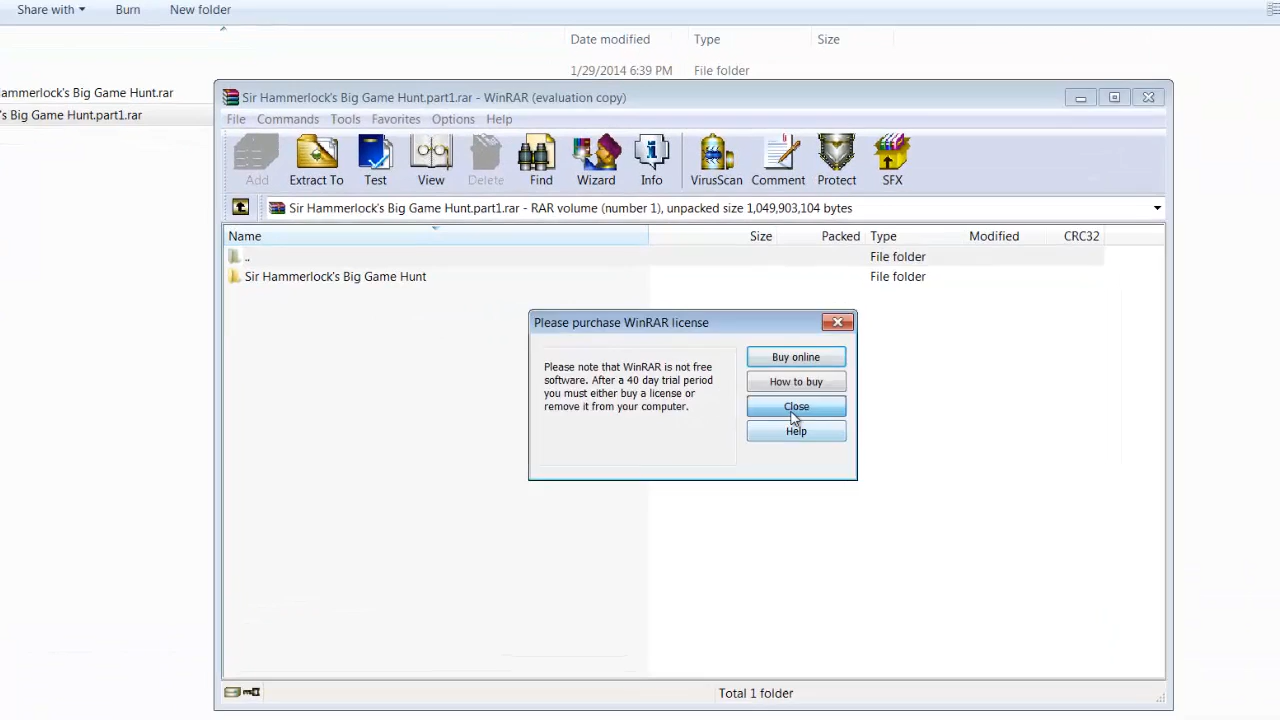 Share with Burn New folder
Date modified Type Size
1/29/2014 6:39 PM File folder
Hammerlock's Big Game Hunt.rar
's Big Game Hunt.part1.rar
Sir Hammerlock's Big Game Hunt.part1.rar - WinRAR (evaluation copy)
File Commands Tools Favorites Options Help
Add Extract To Test View Delete Find Wizard Info VirusScan Comment Protect SFX
Sir Hammerlock's Big Game Hunt.part1.rar - RAR volume (number 1), unpacked size 1,049,903,104 bytes
Name Size Packed Type Modified CRC32
.. File folder
Sir Hammerlock's Big Game Hunt File folder
Please purchase WinRAR license
Please note that WinRAR is not free
software. After a 40 day trial period
you must either buy a license or
remove it from your computer.
Buy online
How to buy
Close
Help
Total 1 folder